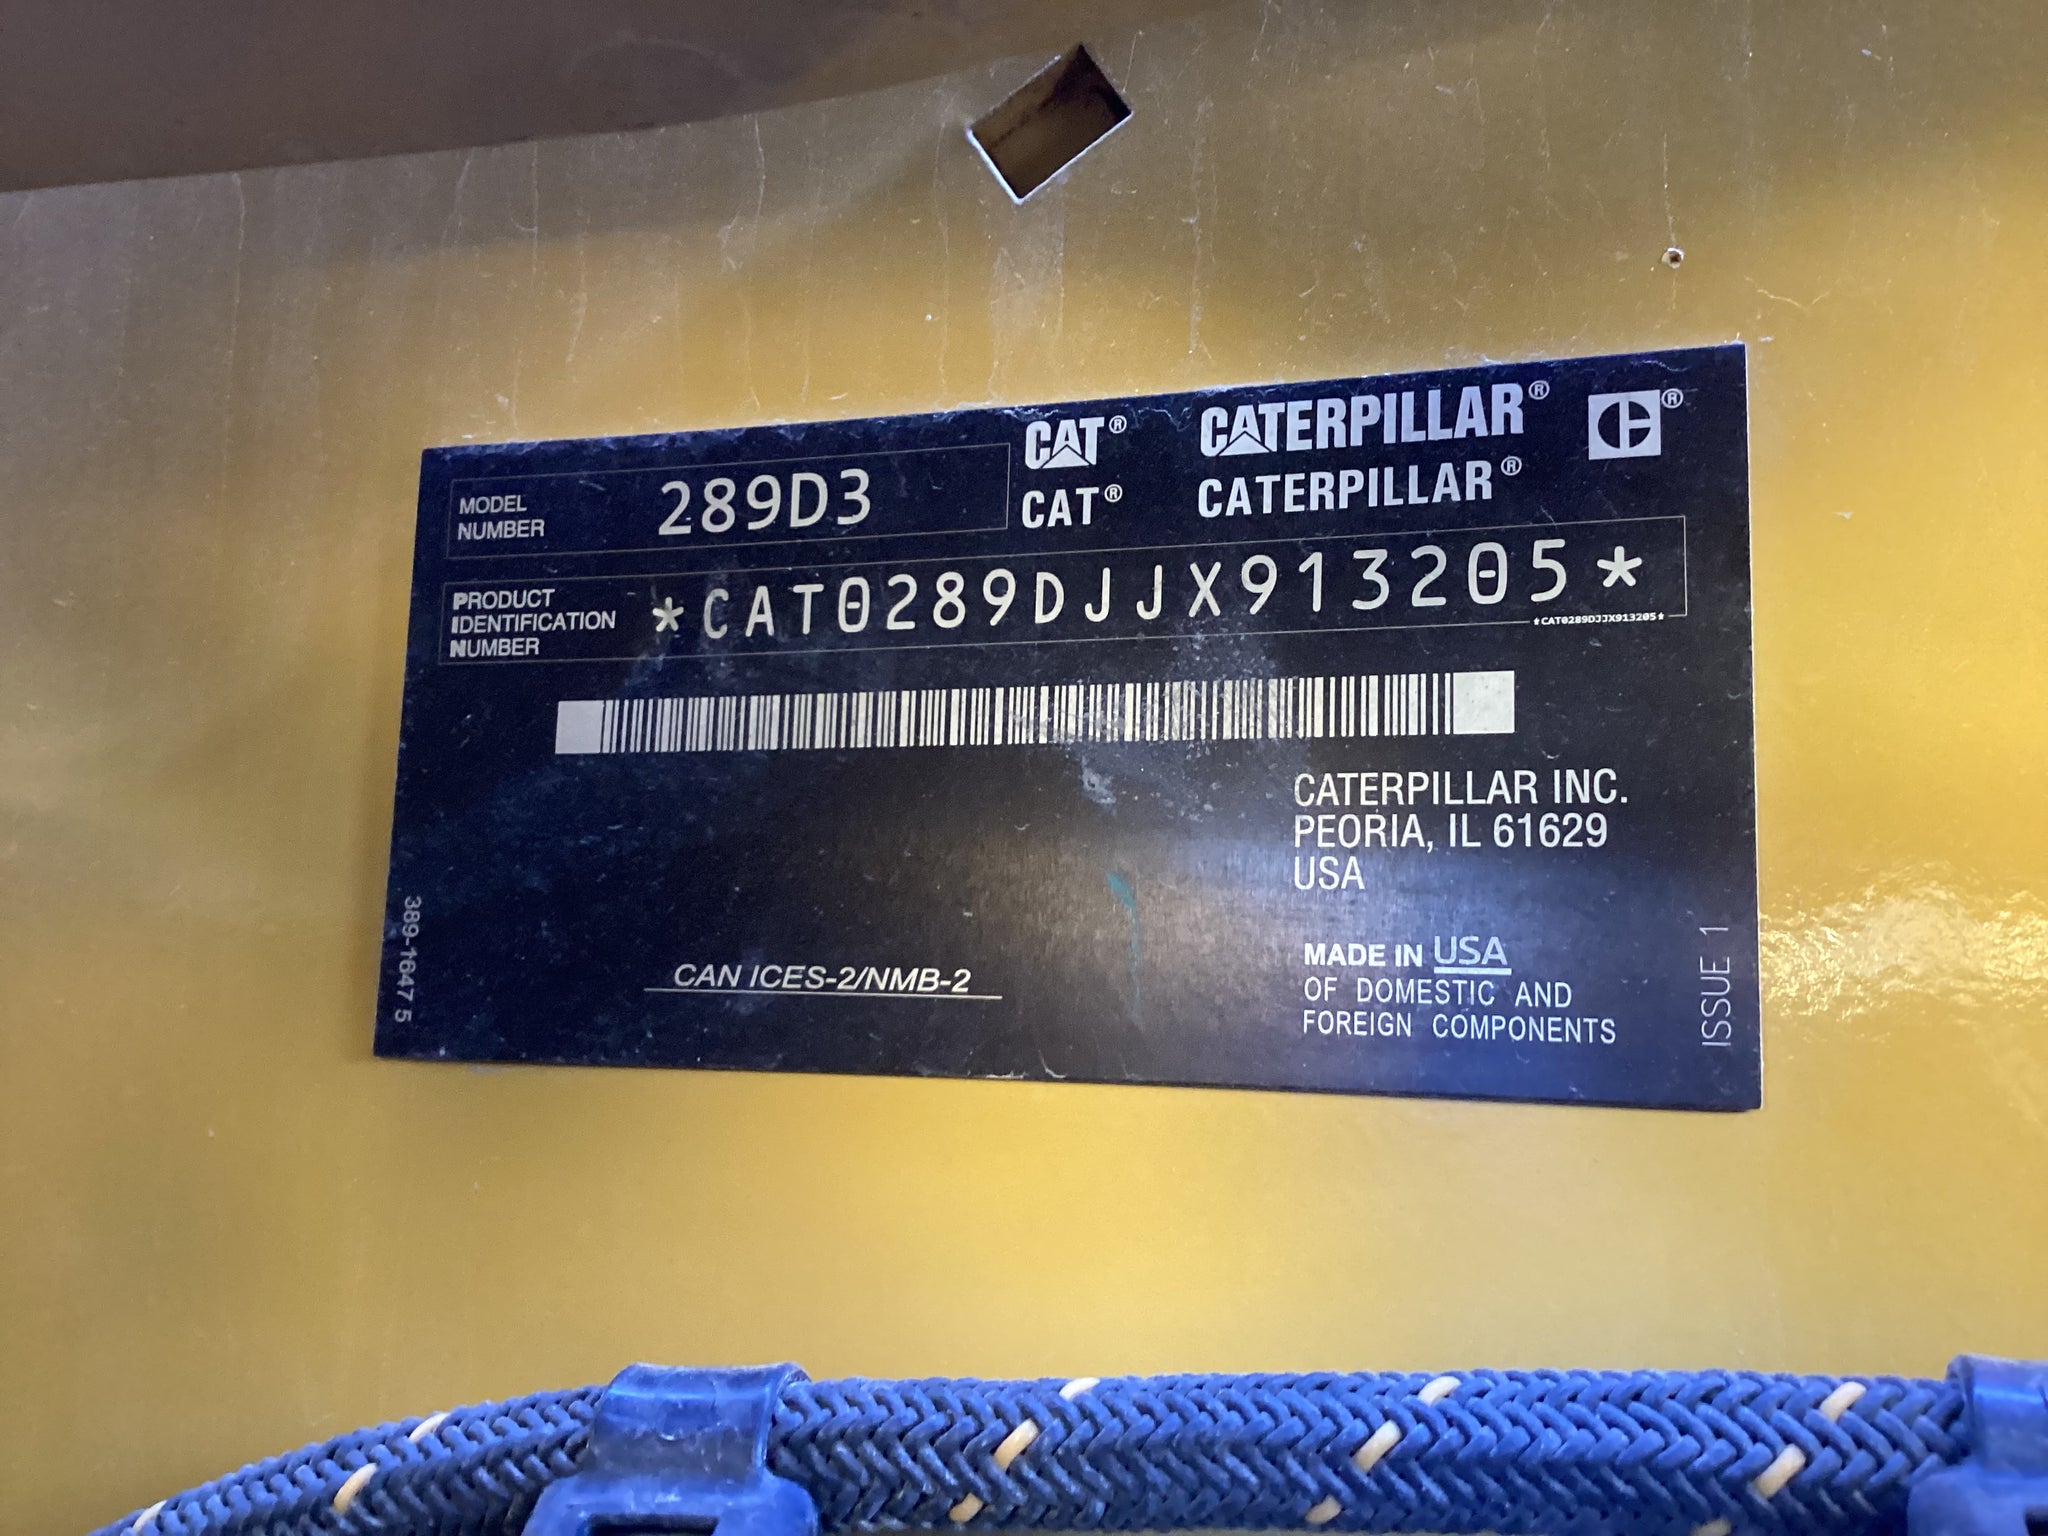 CAT® CATERPILLAR® ®
MODEL NUMBER 289D3
CAT® CATERPILLAR®
PRODUCT
IDENTIFICATION
NUMBER
*CAT0289DJJX913205*
*CAT0289DJJX913205*
CATERPILLAR INC.
PEORIA, IL 61629
USA
MADE IN USA
OF DOMESTIC AND
FOREIGN COMPONENTS
CAN ICES-2/NMB-2
389-1647 5
ISSUE 1